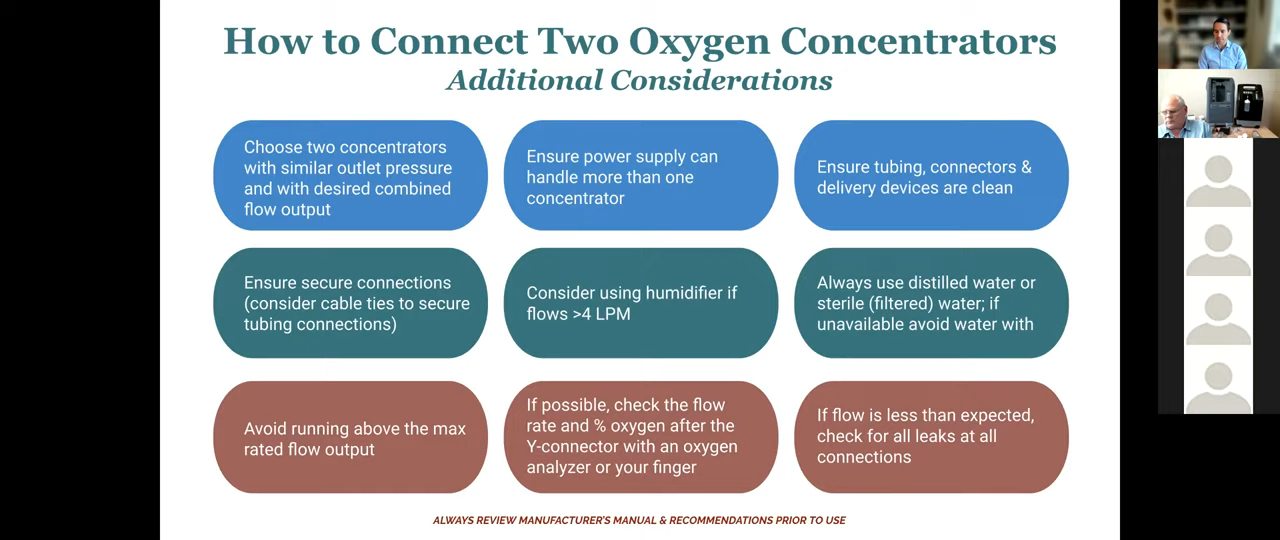 How to Connect Two Oxygen Concentrators
Additional Considerations
Choose two concentrators
with similar outlet pressure
and with desired combined
flow output
Ensure power supply can
handle more than one
concentrator
Ensure tubing, connectors &
delivery devices are clean
Ensure secure connections
(consider cable ties to secure
tubing connections)
Consider using humidifier if
flows >4 LPM
Always use distilled water or
sterile (filtered) water; if
unavailable avoid water with
Avoid running above the max
rated flow output
If possible, check the flow
rate and % oxygen after the
Y-connector with an oxygen
analyzer or your finger
If flow is less than expected,
check for all leaks at all
connections
ALWAYS REVIEW MANUFACTURER'S MANUAL & RECOMMENDATIONS PRIOR TO USE